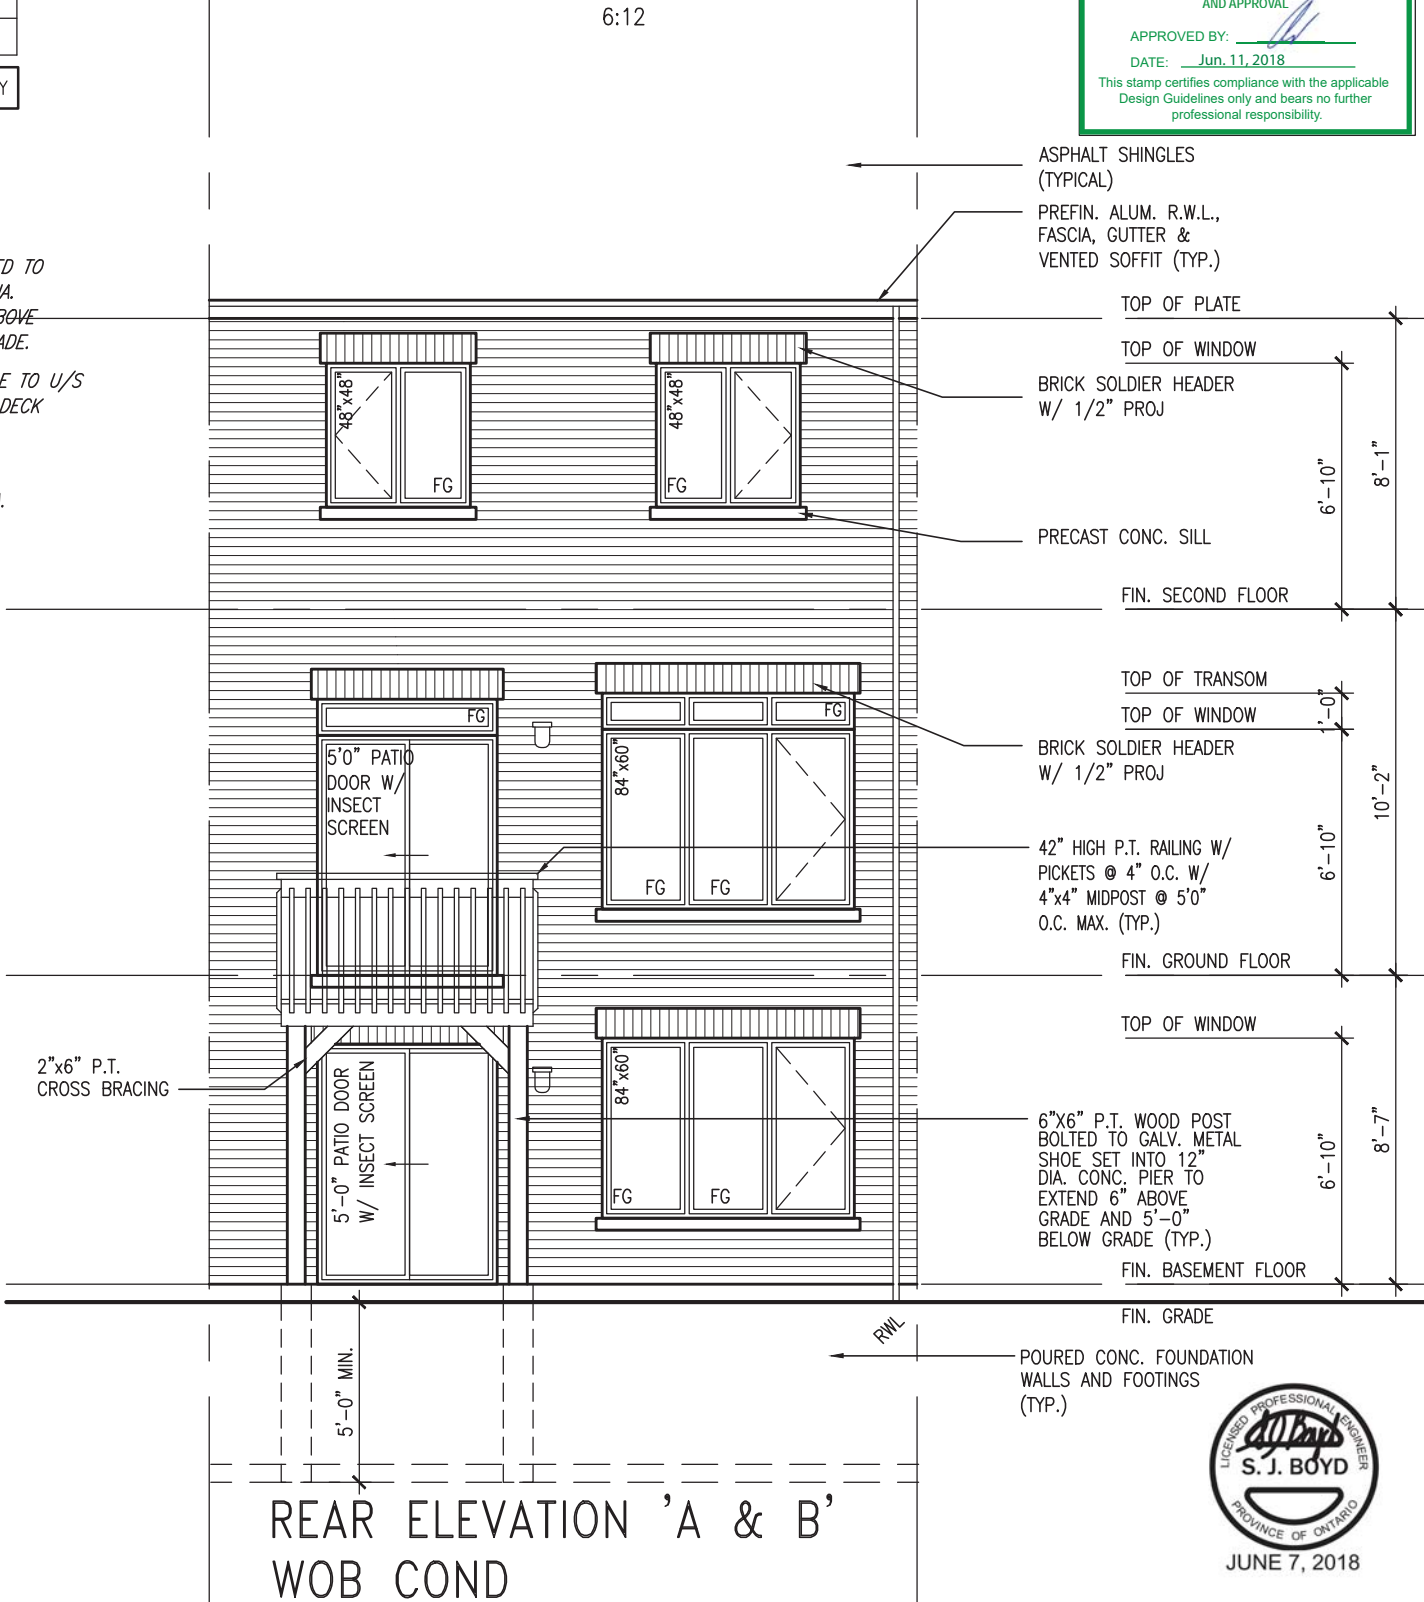 6:12
AND APPROVAL
APPROVED BY:
DATE: Jun. 11, 2018
This stamp certifies compliance with the applicable
Design Guidelines only and bears no further
professional responsibility.
Y
ASPHALT SHINGLES
(TYPICAL)
PREFIN. ALUM. R.W.L.,
FASCIA, GUTTER &
VENTED SOFFIT (TYP.)
TO
ADE.
E TO U/S
DECK
TOP OF PLATE
TOP OF WINDOW
BRICK SOLDIER HEADER
W/ 1/2" PROJ
48"x48"
FG
48"x48"
FG
6'-10"
8'-1"
PRECAST CONC. SILL
FIN. SECOND FLOOR
TOP OF TRANSOM
TOP OF WINDOW
1'-0"
BRICK SOLDIER HEADER
W/ 1/2" PROJ
FG
FG
5'0" PATIO
DOOR W/
INSECT
SCREEN
84"x60"
FG
FG
10'-2"
6'-10"
42" HIGH P.T. RAILING W/
PICKETS @ 4" O.C. W/
4"x4" MIDPOST @ 5'0"
O.C. MAX. (TYP.)
FIN. GROUND FLOOR
TOP OF WINDOW
2"x6" P.T.
CROSS BRACING
5'-0" PATIO DOOR
W/ INSECT SCREEN
84"x60"
FG
FG
6"X6" P.T. WOOD POST
BOLTED TO GALV. METAL
SHOE SET INTO 12"
DIA. CONC. PIER TO
EXTEND 6" ABOVE
GRADE AND 5'-0"
BELOW GRADE (TYP.)
6'-10"
8'-7"
FIN. BASEMENT FLOOR
FIN. GRADE
RWL
5'-0" MIN.
POURED CONC. FOUNDATION
WALLS AND FOOTINGS
(TYP.)
REAR ELEVATION 'A & B'
WOB COND
LICENSED PROFESSIONAL ENGINEER
S. J. BOYD
PROVINCE OF ONTARIO
JUNE 7, 2018